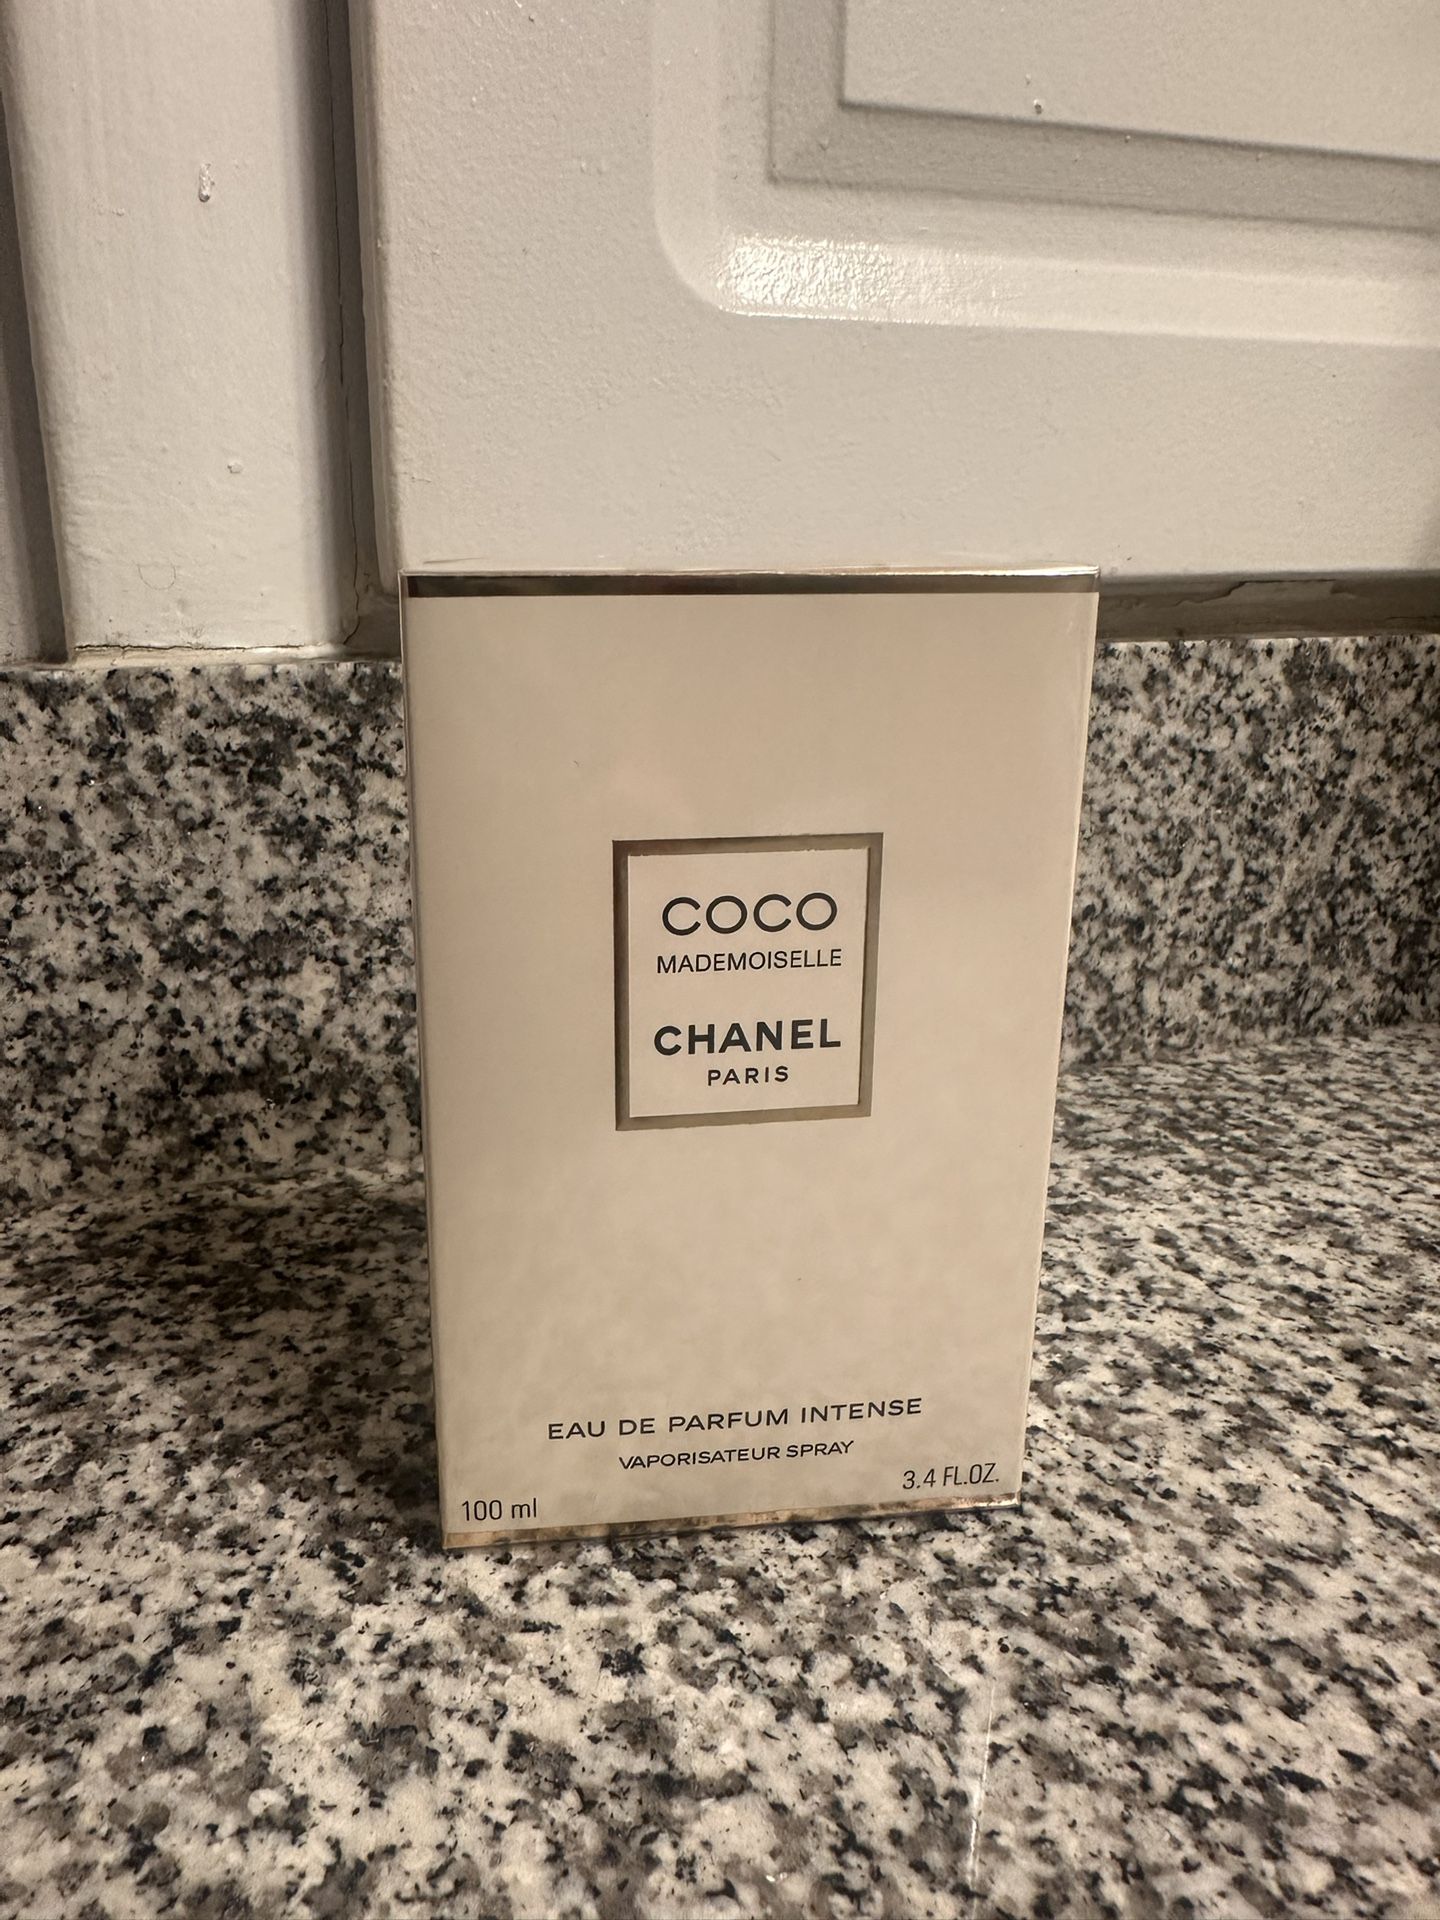 COCO
MADEMOISELLE
CHANEL
PARIS
EAU DE PARFUM INTENSE
VAPORISATEUR SPRAY
100 ml
3.4 FL.OZ.